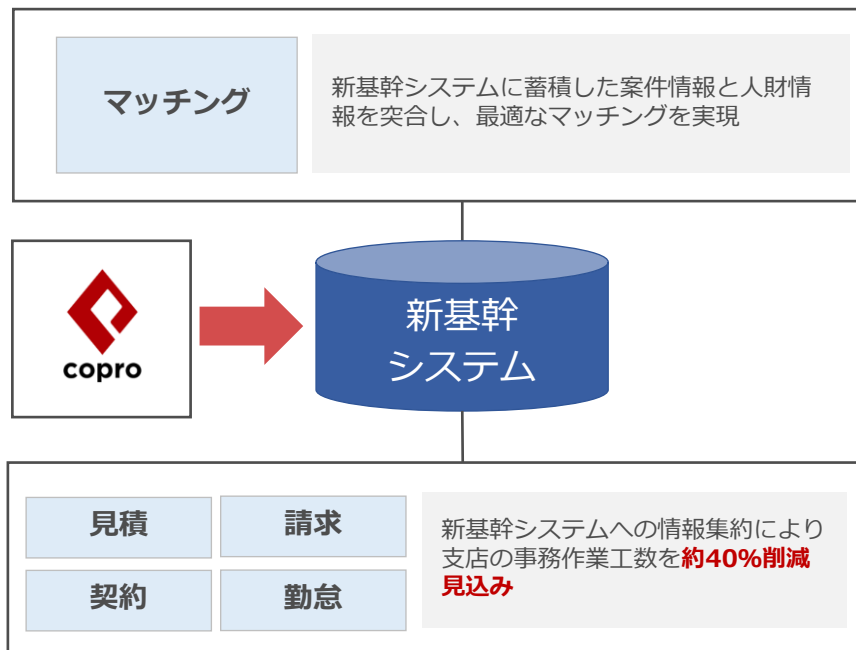 マッチング
新基幹システムに蓄積した案件情報と人財情
報を突合し、最適なマッチングを実現
copro
新基幹
システム
見積
請求
契約
勤怠
新基幹システムへの情報集約により
支店の事務作業工数を約40%削減
見込み